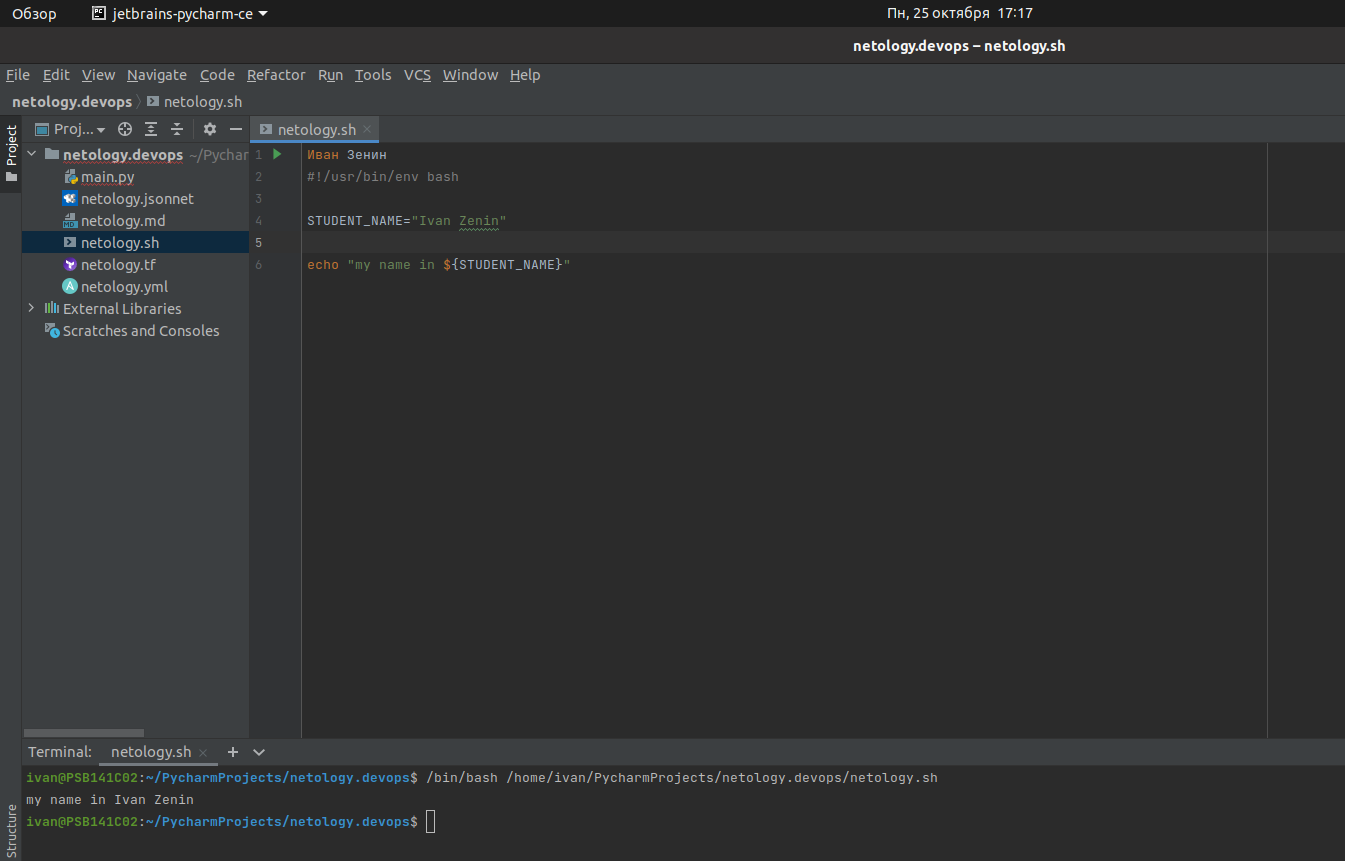 Обзор jetbrains-pycharm-ce Пн, 25 октября 17:17
netology.devops – netology.sh
File Edit View Navigate Code Refactor Run Tools VCS Window Help
netology.devops netology.sh
Project
Proj...
netology.sh
netology.devops ~/Pychar
main.py
netology.jsonnet
netology.md
netology.sh
netology.tf
netology.yml
External Libraries
Scratches and Consoles
1 Иван Зенин
2 #!/usr/bin/env bash
3
4 STUDENT_NAME="Ivan Zenin"
5
6 echo "my name in ${STUDENT_NAME}"
Terminal: netology.sh
ivan@PSB141C02:~/PycharmProjects/netology.devops$ /bin/bash /home/ivan/PycharmProjects/netology.devops/netology.sh
my name in Ivan Zenin
ivan@PSB141C02:~/PycharmProjects/netology.devops$
Structure